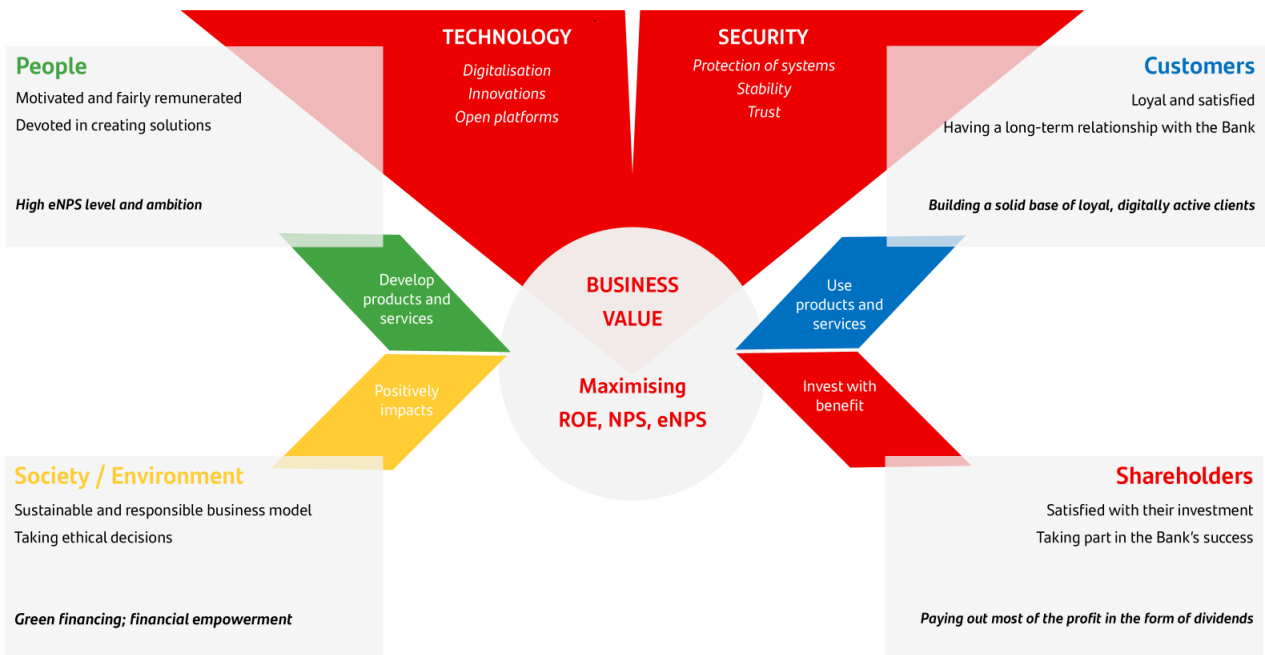 TECHNOLOGY
Digitalisation
Innovations
Open platforms
SECURITY
Protection of systems
Stability
Trust
People
Motivated and fairly remunerated
Devoted in creating solutions
High eNPS level and ambition
Customers
Loyal and satisfied
Having a long-term relationship with the Bank
Building a solid base of loyal, digitally active clients
Develop
products and
services
BUSINESS
VALUE
Maximising
ROE, NPS, eNPS
Use
products and
services
Positively
impacts
Invest with
benefit
Society / Environment
Sustainable and responsible business model
Taking ethical decisions
Green financing; financial empowerment
Shareholders
Satisfied with their investment
Taking part in the Bank's success
Paying out most of the profit in the form of dividends